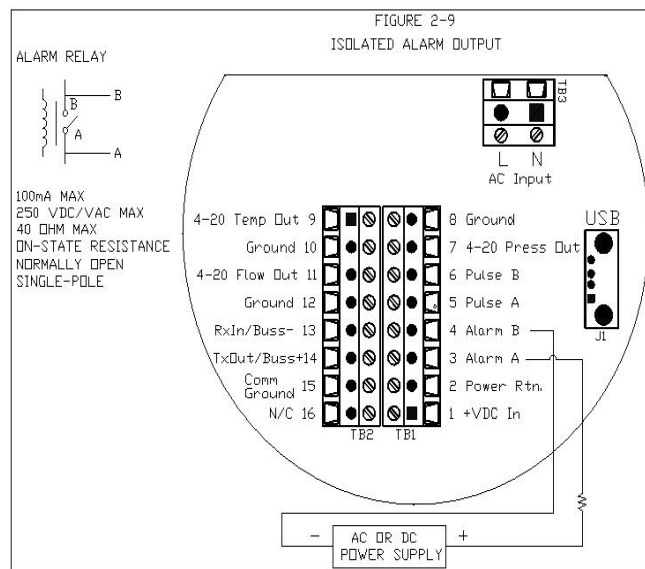 FIGURE 2-9
ISOLATED ALARM OUTPUT
ALARM RELAY
B
B
A
A
100mA MAX
250 VDC/VAC MAX
40 OHM MAX
ON-STATE RESISTANCE
NORMALLY OPEN
SINGLE-POLE
TB3
L N
AC Input
4-20 Temp Out 9
Ground 10
4-20 Flow Out 11
Ground 12
RxIn/Buss- 13
TxOut/Buss+14
Comm
Ground 15
N/C 16
TB2
8 Ground
7 4-20 Press Out
6 Pulse B
5 Pulse A
4 Alarm B
3 Alarm A
2 Power Rtn.
1 +VDC In
TB1
USB
J1
- AC OR DC +
POWER SUPPLY